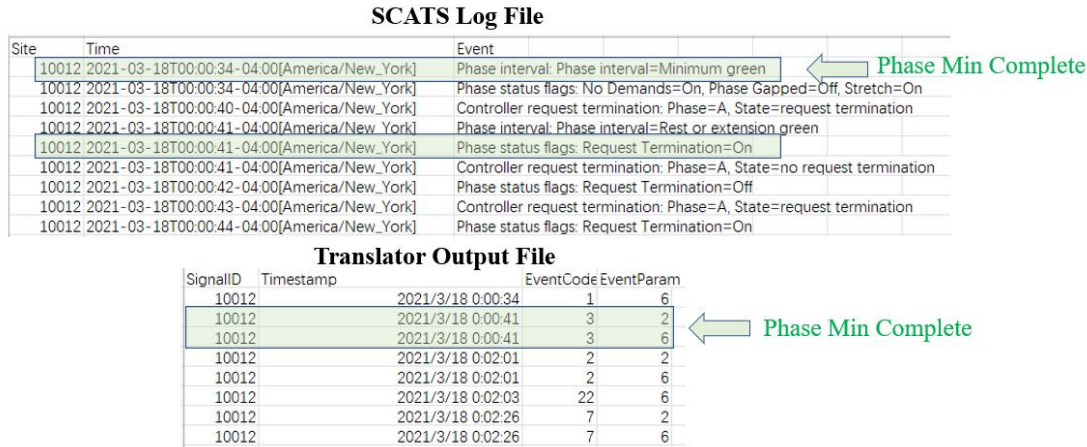 SCATS Log File
Site Time Event
10012 2021-03-18T00:00:34-04:00[America/New_York] Phase interval: Phase interval=Minimum green
Phase Min Complete
10012 2021-03-18T00:00:34-04:00[America/New_York] Phase status flags: No Demands=On, Phase Gapped=Off, Stretch=On
10012 2021-03-18T00:00:40-04:00[America/New_York] Controller request termination: Phase=A, State=request termination
10012 2021-03-18T00:00:41-04:00[America/New_York] Phase interval: Phase interval=Rest or extension green
10012 2021-03-18T00:00:41-04:00[America/New_York] Phase status flags: Request Termination=On
10012 2021-03-18T00:00:41-04:00[America/New_York] Controller request termination: Phase=A, State=no request termination
10012 2021-03-18T00:00:42-04:00[America/New_York] Phase status flags: Request Termination=Off
10012 2021-03-18T00:00:43-04:00[America/New_York] Controller request termination: Phase=A, State=request termination
10012 2021-03-18T00:00:44-04:00[America/New_York] Phase status flags: Request Termination=On
Translator Output File
SignalID Timestamp EventCode EventParam
10012 2021/3/18 0:00:34 1 6
10012 2021/3/18 0:00:41 3 2
10012 2021/3/18 0:00:41 3 6
Phase Min Complete
10012 2021/3/18 0:02:01 2 2
10012 2021/3/18 0:02:01 2 6
10012 2021/3/18 0:02:03 22 6
10012 2021/3/18 0:02:26 7 2
10012 2021/3/18 0:02:26 7 6